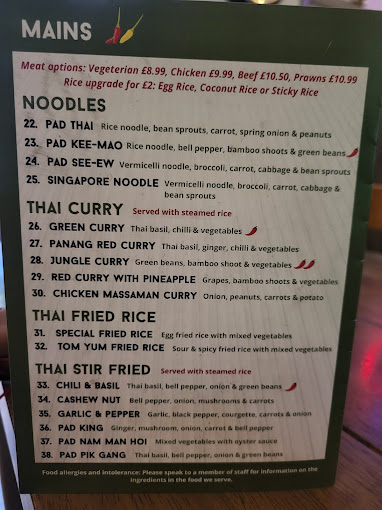 MAINS
Meat options: Vegeterian £8.99, Chicken £9.99, Beef £10.50, Prawns £10.99
Rice upgrade for £2: Egg Rice, Coconut Rice or Sticky Rice
NOODLES
22. PAD THAI Rice noodle, bean sprouts, carrot, spring onion & peanuts
23. PAD KEE-MAO Rice noodle, bell pepper, bamboo shoots & green beans
24. PAD SEE-EW Vermicelli noodle, broccoli, carrot, cabbage & bean sprouts
25. SINGAPORE NOODLE Vermicelli noodle, broccoli, carrot, cabbage &
bean sprouts
THAI CURRY Served with steamed rice
26. GREEN CURRY Thai basil, chilli & vegetables
27. PANANG RED CURRY Thai basil, ginger, chilli & vegetables
28. JUNGLE CURRY Green beans, bamboo shoot & vegetables
29. RED CURRY WITH PINEAPPLE Grapes, bamboo shoots & vegetables
30. CHICKEN MASSAMAN CURRY Onion, peanuts, carrots & potato
THAI FRIED RICE
31. SPECIAL FRIED RICE Egg fried rice with mixed vegetables
32. TOM YUM FRIED RICE Sour & spicy fried rice with mixed vegetables
THAI STIR FRIED Served with steamed rice
33. CHILI & BASIL Thai basil, bell pepper, onion & green beans
34. CASHEW NUT Bell pepper, onion, mushrooms & carrots
35. GARLIC & PEPPER Garlic, black pepper, courgette, carrots & onion
36. PAD KING Ginger, mushroom, onion, carrot & bell pepper
37. PAD NAM MAN HOI Mixed vegetables with oyster sauce
38. PAD PIK GANG Thai basil, bell pepper, onion & green beans
Food allergies and intolerance: Please speak to a member of staff for information on the
ingredients in the food we serve.